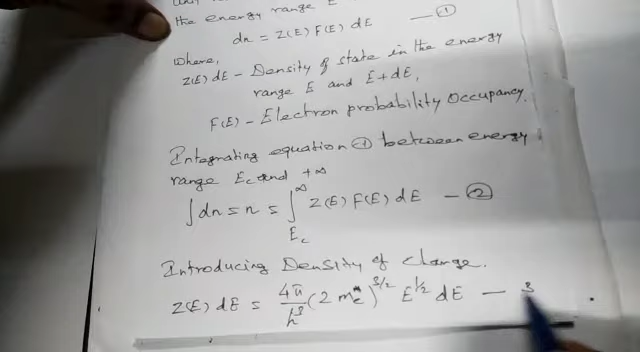 the energy range E
dn = Z(E) F(E) dE — ①
Where,
Z(E) dE - Density of state in the energy
range E and E + dE,
F(E) - Electron probability Occupancy.
Integrating equation ① between energy
range Ec and +∞
∫dn = n = ∫ Z(E) F(E) dE — ②
∞
Ec
Introducing Density of charge.
Z(E) dE = 4π/h³ (2 me*)^3/2 E^1/2 dE — 3